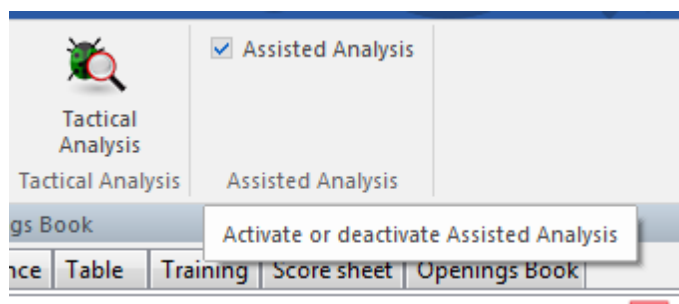 Assisted Analysis
Tactical
Analysis
Tactical Analysis
Assisted Analysis
gs Book
Activate or deactivate Assisted Analysis
nce
Table
Training
Score sheet
Openings Book